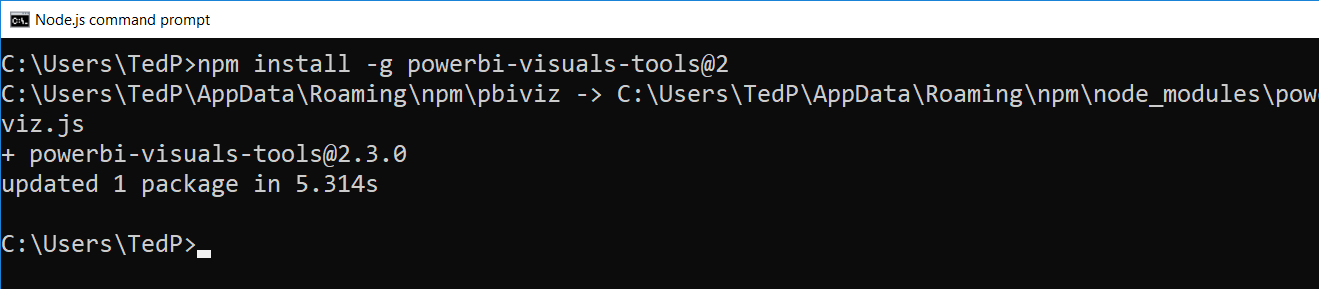 Node.js command prompt
C:\Users\TedP>npm install -g powerbi-visuals-tools@2
C:\Users\TedP\AppData\Roaming\npm\pbiviz -> C:\Users\TedP\AppData\Roaming\npm\node_modules\pow
viz.js
+ powerbi-visuals-tools@2.3.0
updated 1 package in 5.314s
C:\Users\TedP>